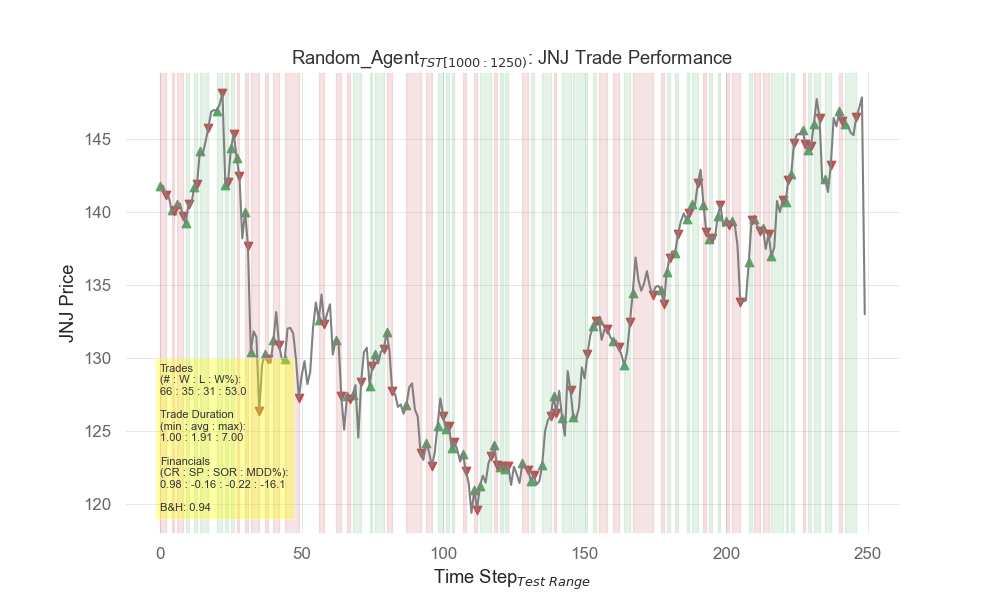 Random_Agent_TST[1000:1250): JNJ Trade Performance
JNJ Price
145
140
135
130
125
120
Trades
(# : W : L : W%):
66 : 35 : 31 : 53.0
Trade Duration
(min : avg : max):
1.00 : 1.91 : 7.00
Financials
(CR : SP : SOR : MDD%):
0.98 : -0.16 : -0.22 : -16.1
B&H: 0.94
0 50 100 150 200 250
Time Step Test Range